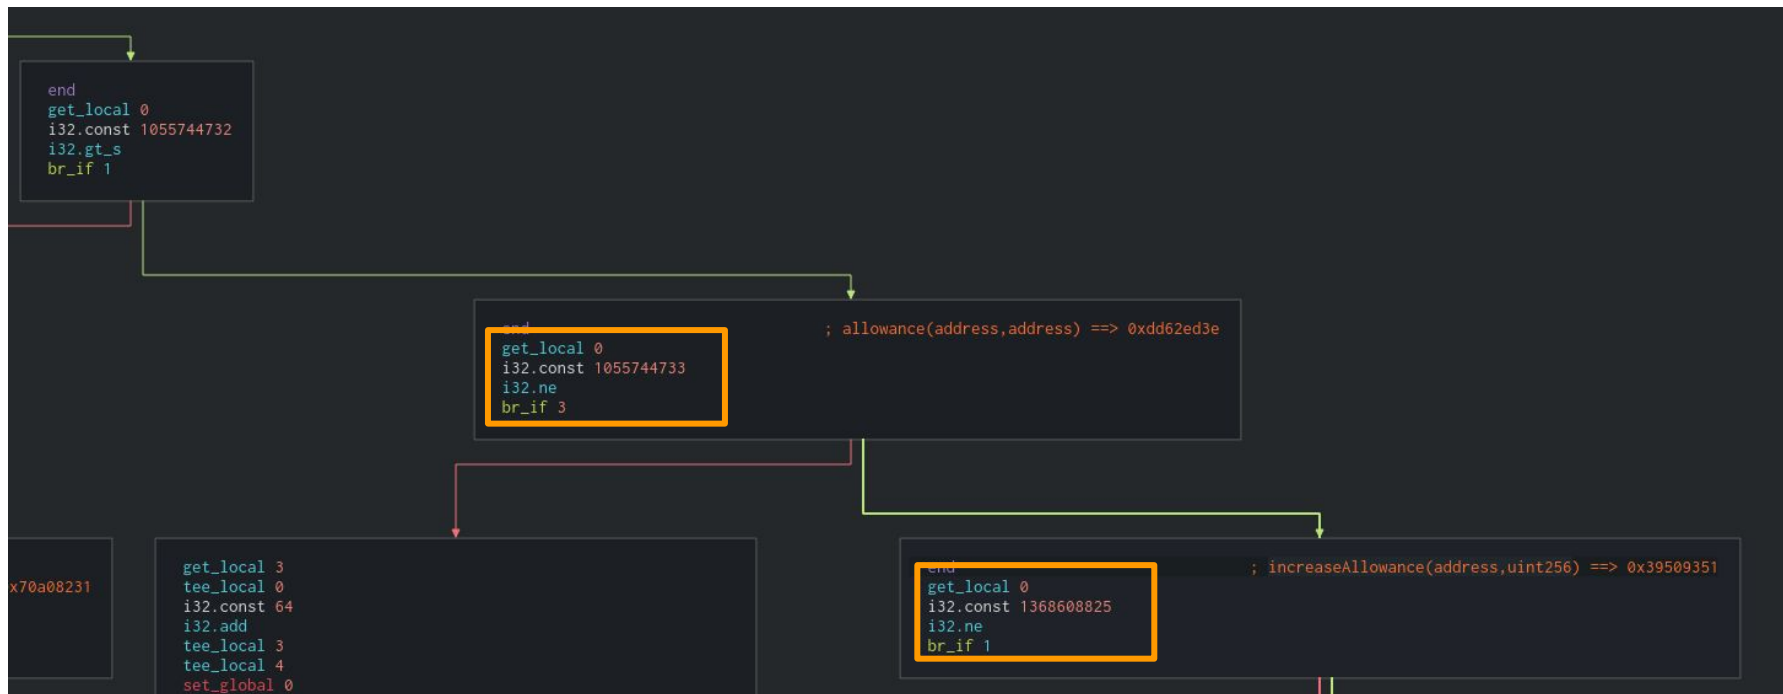 end
get_local 0
i32.const 1055744732
i32.gt_s
br_if 1
end ; allowance(address,address) ==> 0xdd62ed3e
get_local 0
i32.const 1055744733
i32.ne
br_if 3
x70a08231
get_local 3
tee_local 0
i32.const 64
i32.add
tee_local 3
tee_local 4
set_global 0
end ; increaseAllowance(address,uint256) ==> 0x39509351
get_local 0
i32.const 1368608825
i32.ne
br_if 1